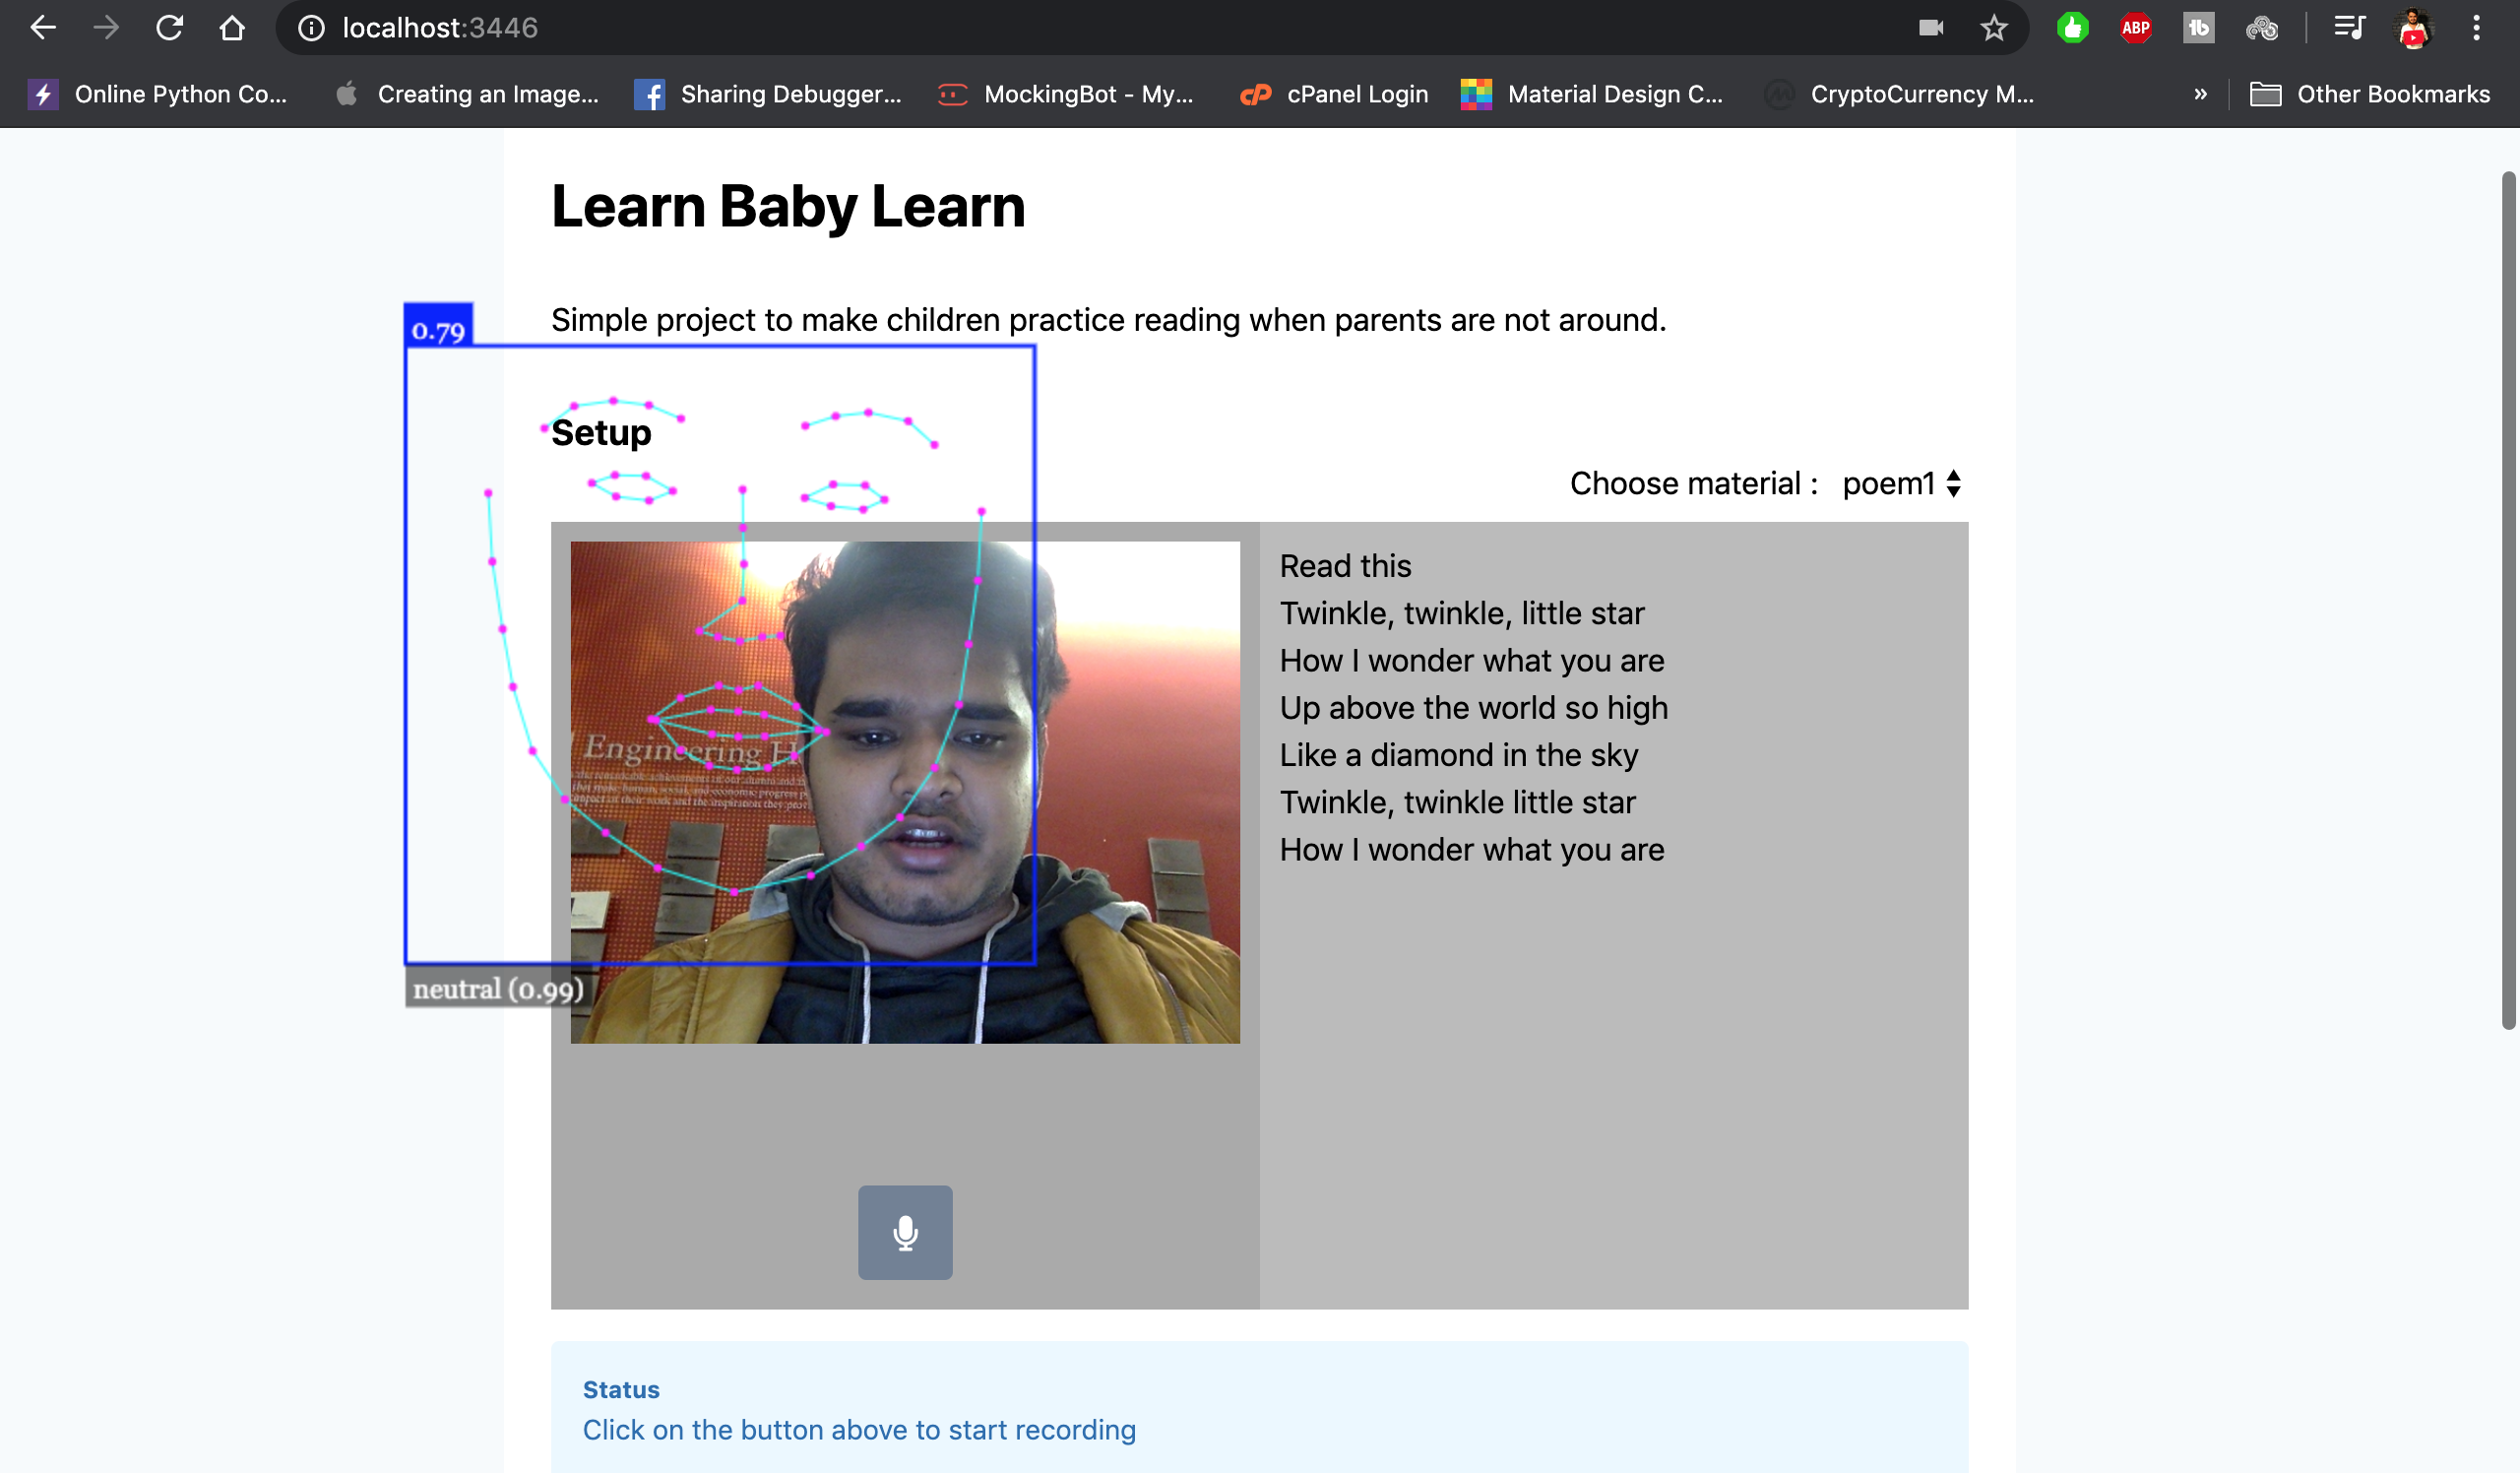 localhost:3446
ABP
Online Python Co...
Creating an Image...
Sharing Debugger...
MockingBot - My...
cPanel Login
Material Design C...
CryptoCurrency M...
»
Other Bookmarks
Learn Baby Learn
Simple project to make children practice reading when parents are not around.
0.79
Setup
Choose material : poem1
Engineering H
Read this
Twinkle, twinkle, little star
How I wonder what you are
Up above the world so high
Like a diamond in the sky
Twinkle, twinkle little star
How I wonder what you are
neutral (0.99)
Status
Click on the button above to start recording